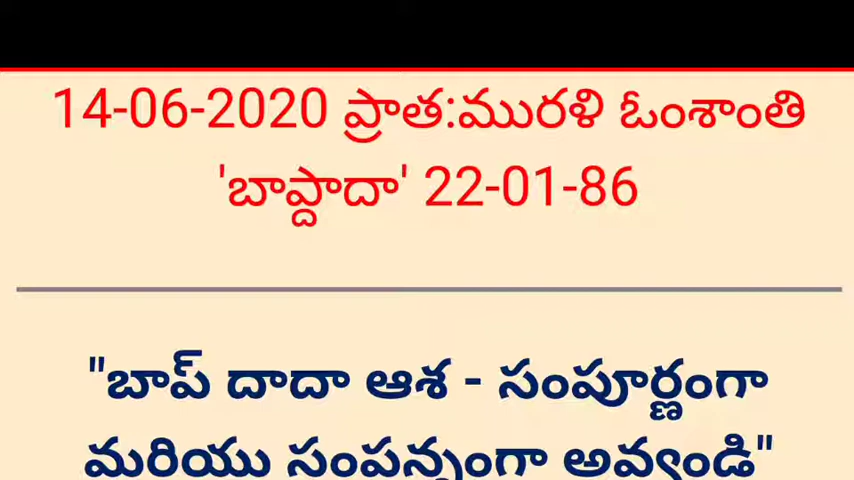 14-06-2020 ప్రాత:మురళి ఓంశాంతి
'బాప్దాదా' 22-01-86
"బాప్ దాదా ఆశ - సంపూర్ణంగా
మరియు సంపన్నంగా అవ్వండి"